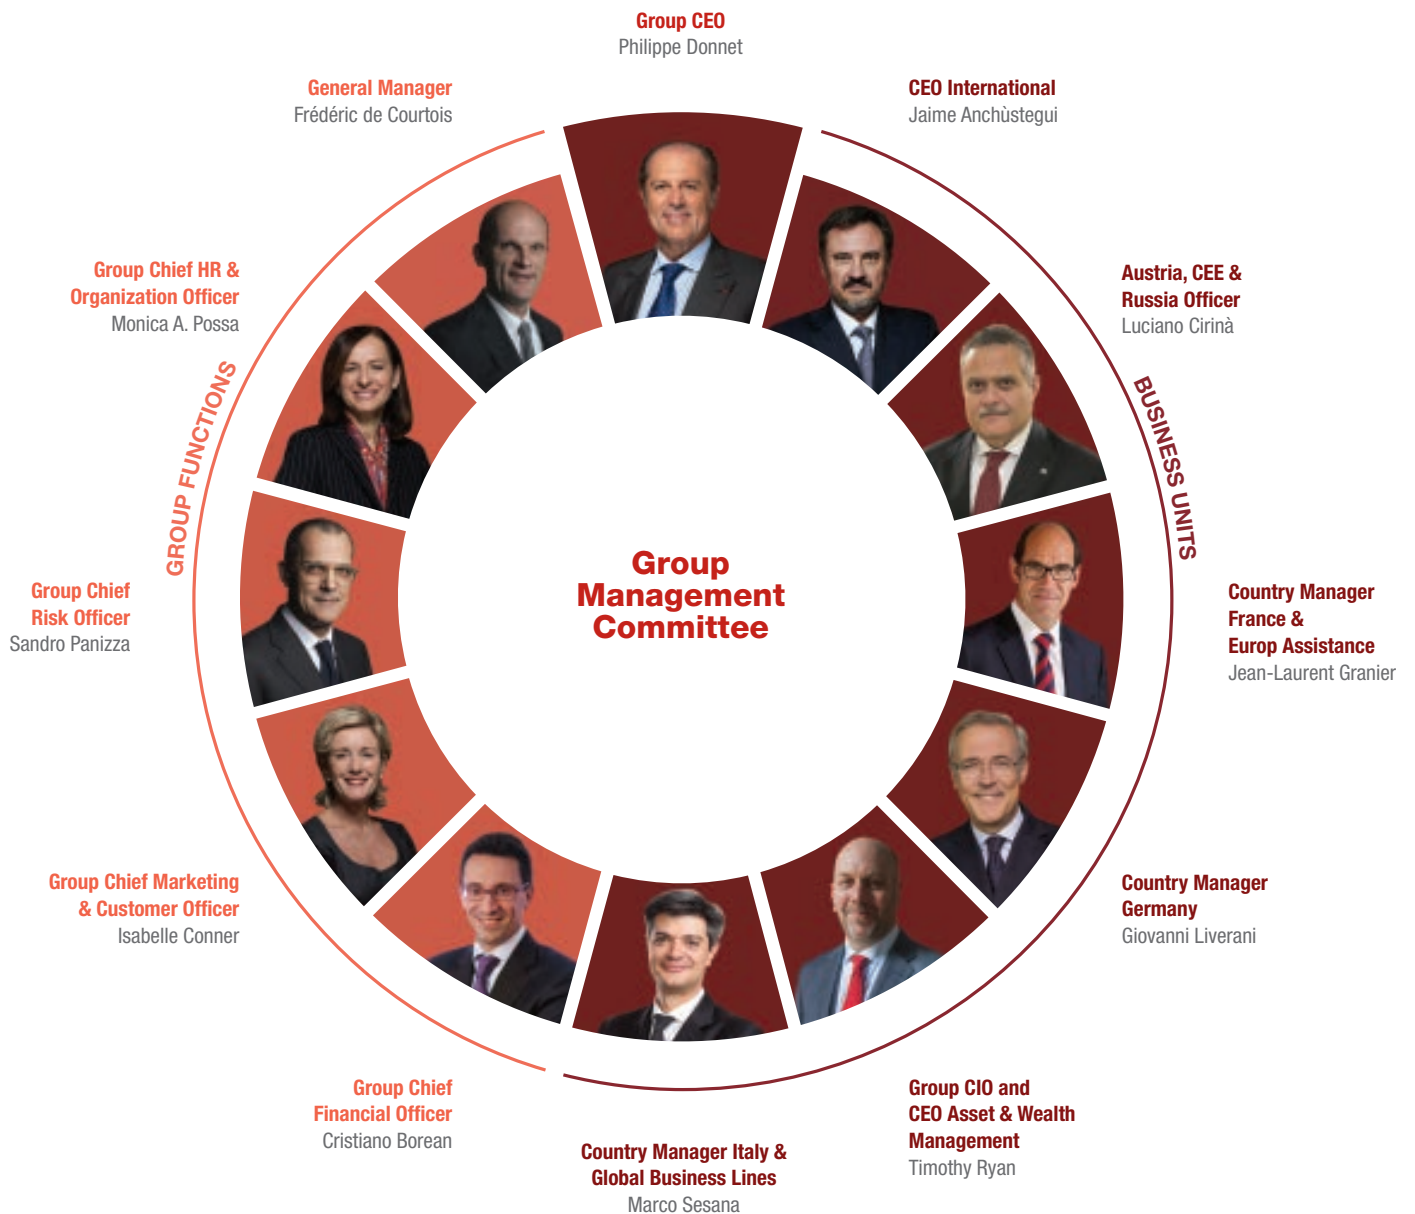 Group CEO
Philippe Donnet
General Manager
Frédéric de Courtois
CEO International
Jaime Anchùstegui
Group Chief HR &
Organization Officer
Monica A. Possa
Austria, CEE &
Russia Officer
Luciano Cirinà
GROUP FUNCTIONS
BUSINESS UNITS
Group
Management
Committee
Group Chief
Risk Officer
Sandro Panizza
Country Manager
France &
Europ Assistance
Jean-Laurent Granier
Group Chief Marketing
& Customer Officer
Isabelle Conner
Country Manager
Germany
Giovanni Liverani
Group Chief
Financial Officer
Cristiano Borean
Group CIO and
CEO Asset & Wealth
Management
Timothy Ryan
Country Manager Italy &
Global Business Lines
Marco Sesana